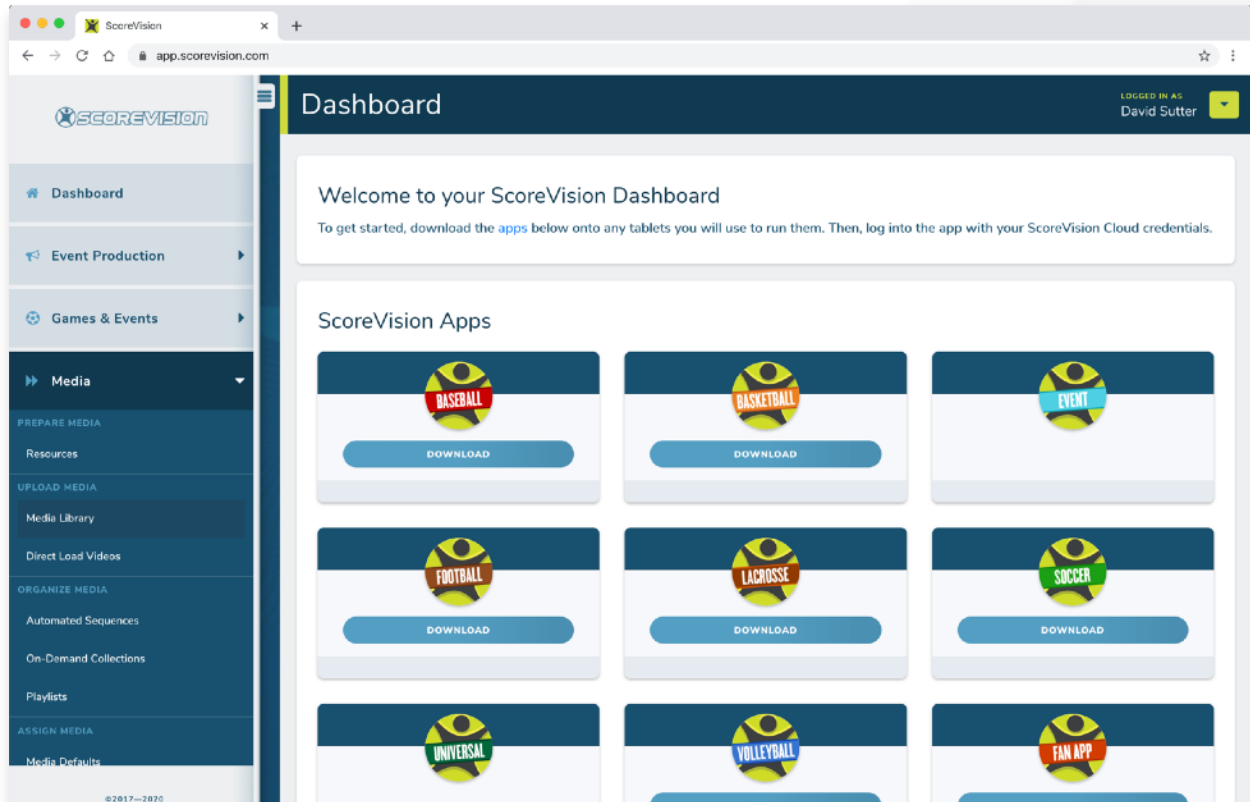 ScoreVision
app.scorevision.com
SCOREVISION
Dashboard
Event Production
Games & Events
Media
PREPARE MEDIA
Resources
UPLOAD MEDIA
Media Library
Direct Load Videos
ORGANIZE MEDIA
Automated Sequences
On-Demand Collections
Playlists
ASSIGN MEDIA
Media Defaults
©2017—2020
Dashboard
LOGGED IN AS
David Sutter
Welcome to your ScoreVision Dashboard
To get started, download the apps below onto any tablets you will use to run them. Then, log into the app with your ScoreVision Cloud credentials.
ScoreVision Apps
BASEBALL
DOWNLOAD
BASKETBALL
DOWNLOAD
EVENT
FOOTBALL
DOWNLOAD
LACROSSE
DOWNLOAD
SOCCER
DOWNLOAD
UNIVERSAL
VOLLEYBALL
FAN APP